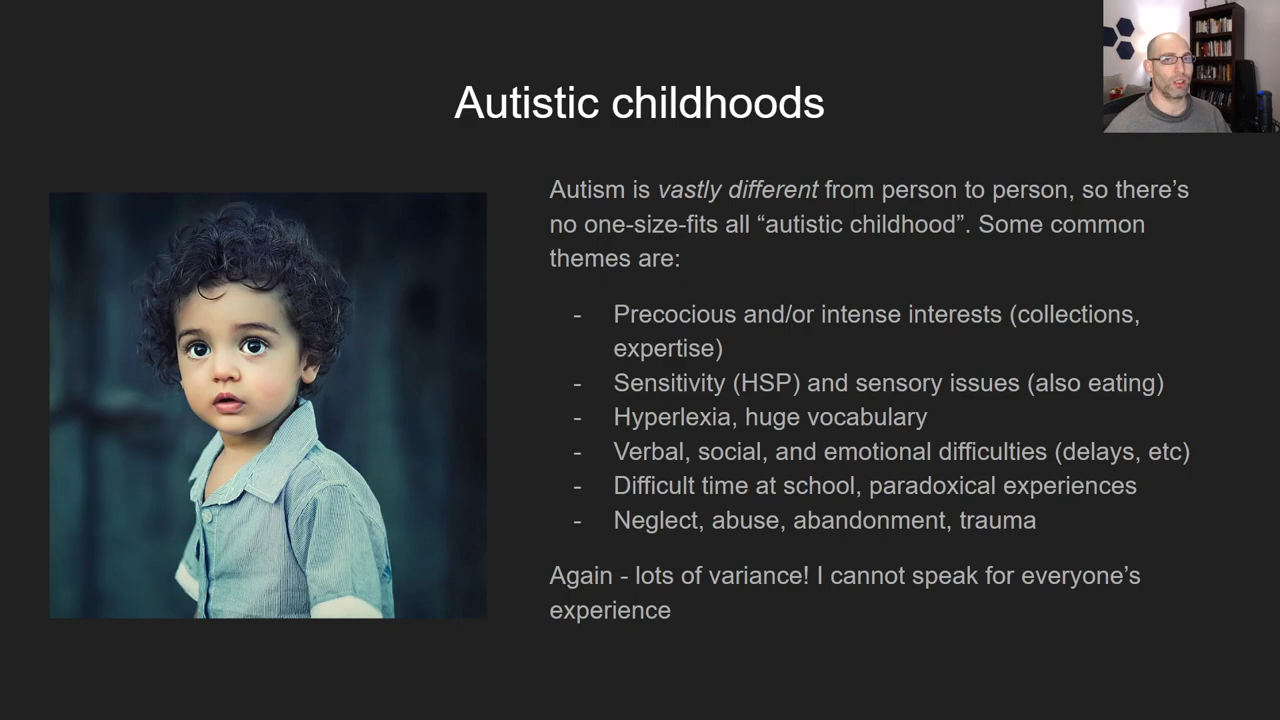 Autistic childhoods
Autism is vastly different from person to person, so there’s
no one-size-fits all “autistic childhood”. Some common
themes are:
- Precocious and/or intense interests (collections,
expertise)
- Sensitivity (HSP) and sensory issues (also eating)
- Hyperlexia, huge vocabulary
- Verbal, social, and emotional difficulties (delays, etc)
- Difficult time at school, paradoxical experiences
- Neglect, abuse, abandonment, trauma
Again - lots of variance! I cannot speak for everyone’s
experience